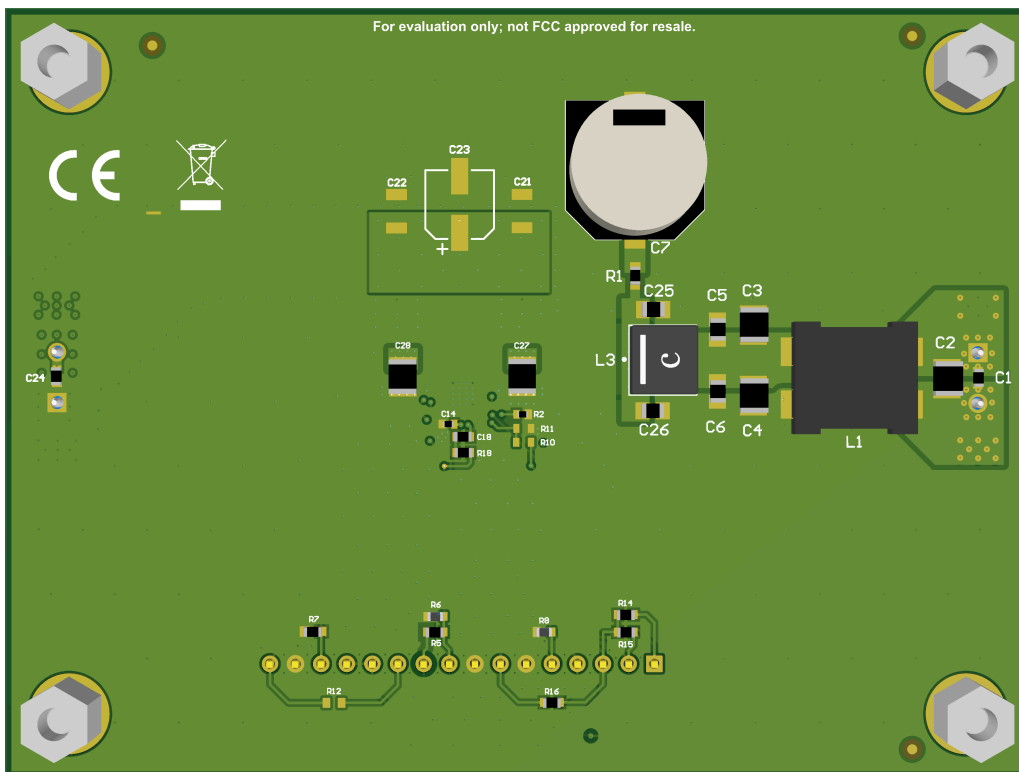 For evaluation only; not FCC approved for resale.
CE
C23
C22
C21
+
C7
R1
C25
C5
C3
C2
C28
C27
L3
C
C24
C1
C26
C6
C4
L1
C14
R2
C18
R11
R10
R18
R6
R14
R7
R8
R5
R15
R12
R16